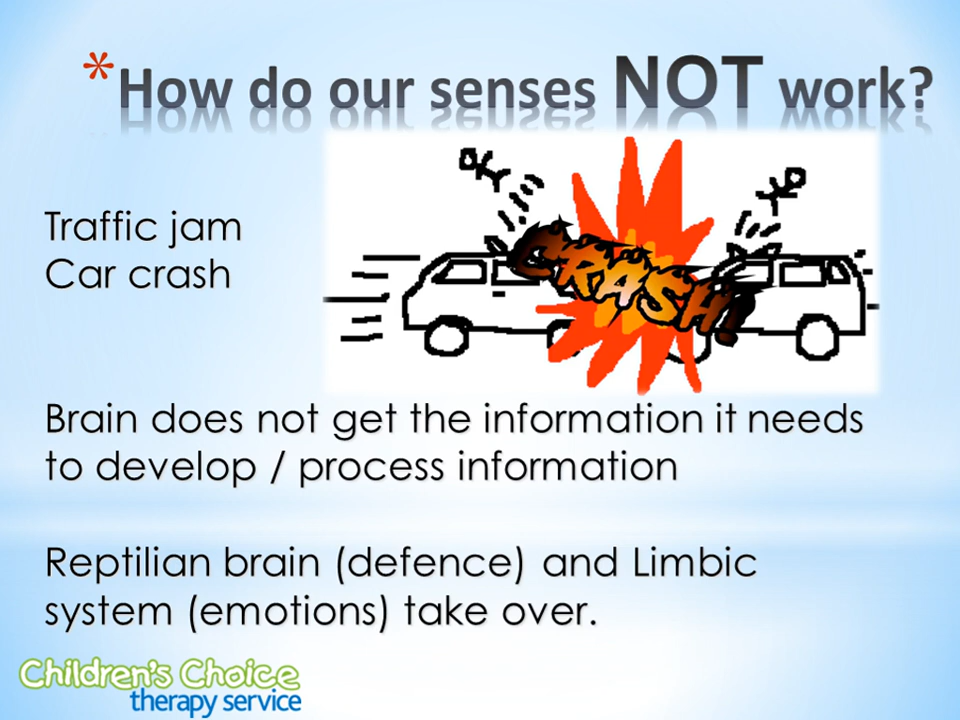 *How do our senses NOT work?
CRASH!
Traffic jam
Car crash
Brain does not get the information it needs
to develop / process information
Reptilian brain (defence) and Limbic
system (emotions) take over.
Children's Choice
therapy service